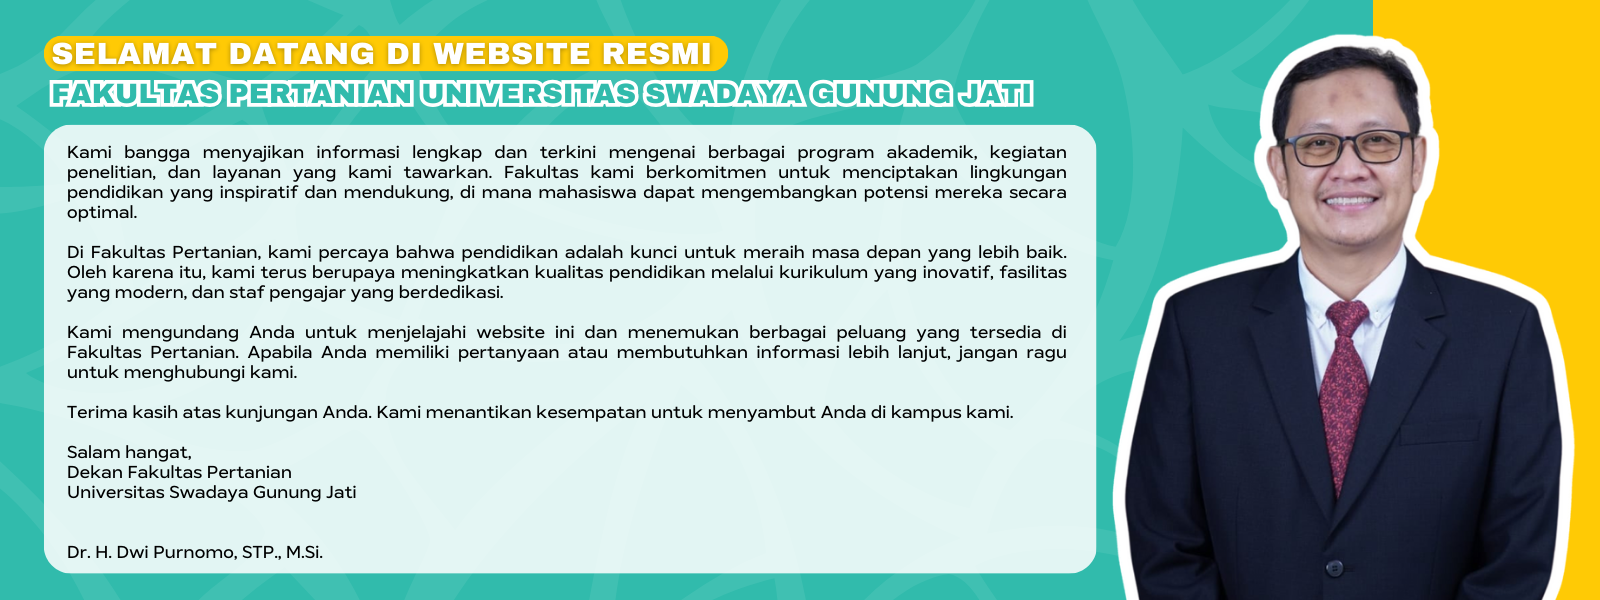 SELAMAT DATANG DI WEBSITE RESMI
FAKULTAS PERTANIAN UNIVERSITAS SWADAYA GUNUNG JATI
Kami bangga menyajikan informasi lengkap dan terkini mengenai berbagai program akademik, kegiatan
penelitian, dan layanan yang kami tawarkan. Fakultas kami berkomitmen untuk menciptakan lingkungan
pendidikan yang inspiratif dan mendukung, di mana mahasiswa dapat mengembangkan potensi mereka secara
optimal.
Di Fakultas Pertanian, kami percaya bahwa pendidikan adalah kunci untuk meraih masa depan yang lebih baik.
Oleh karena itu, kami terus berupaya meningkatkan kualitas pendidikan melalui kurikulum yang inovatif, fasilitas
yang modern, dan staf pengajar yang berdedikasi.
Kami mengundang Anda untuk menjelajahi website ini dan menemukan berbagai peluang yang tersedia di
Fakultas Pertanian. Apabila Anda memiliki pertanyaan atau membutuhkan informasi lebih lanjut, jangan ragu
untuk menghubungi kami.
Terima kasih atas kunjungan Anda. Kami menantikan kesempatan untuk menyambut Anda di kampus kami.
Salam hangat,
Dekan Fakultas Pertanian
Universitas Swadaya Gunung Jati
Dr. H. Dwi Purnomo, STP., M.Si.